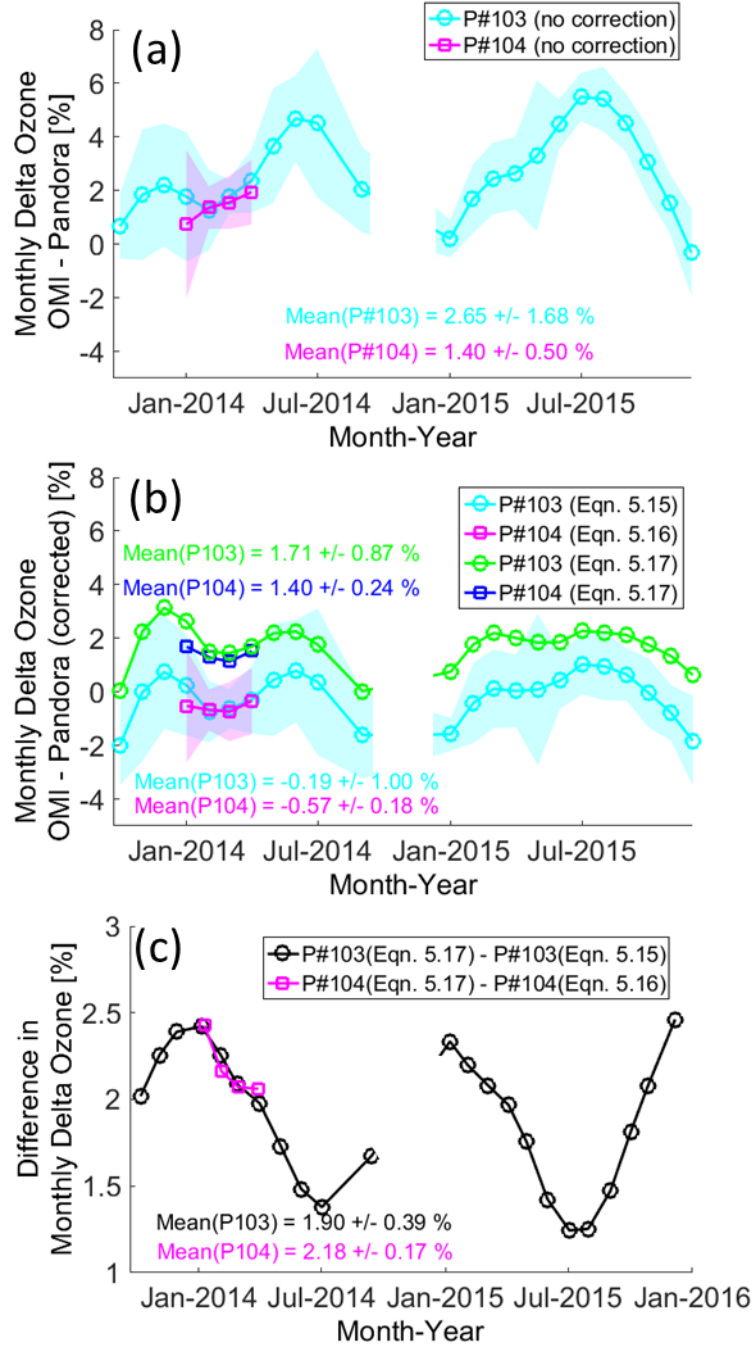 (a)
P#103 (no correction)
P#104 (no correction)
Monthly Delta Ozone
OMI - Pandora [%]
8
6
4
2
0
-2
-4
Mean(P#103) = 2.65 +/- 1.68 %
Mean(P#104) = 1.40 +/- 0.50 %
Jan-2014 Jul-2014 Jan-2015 Jul-2015
Month-Year
(b)
P#103 (Eqn. 5.15)
P#104 (Eqn. 5.16)
P#103 (Eqn. 5.17)
P#104 (Eqn. 5.17)
Monthly Delta Ozone
OMI - Pandora (corrected) [%]
8
6
4
2
0
-2
-4
Mean(P103) = 1.71 +/- 0.87 %
Mean(P104) = 1.40 +/- 0.24 %
Mean(P103) = -0.19 +/- 1.00 %
Mean(P104) = -0.57 +/- 0.18 %
Jan-2014 Jul-2014 Jan-2015 Jul-2015
Month-Year
(c)
P#103(Eqn. 5.17) - P#103(Eqn. 5.15)
P#104(Eqn. 5.17) - P#104(Eqn. 5.16)
Difference in
Monthly Delta Ozone [%]
3
2.5
2
1.5
1
Mean(P103) = 1.90 +/- 0.39 %
Mean(P104) = 2.18 +/- 0.17 %
Jan-2014 Jul-2014 Jan-2015 Jul-2015 Jan-2016
Month-Year